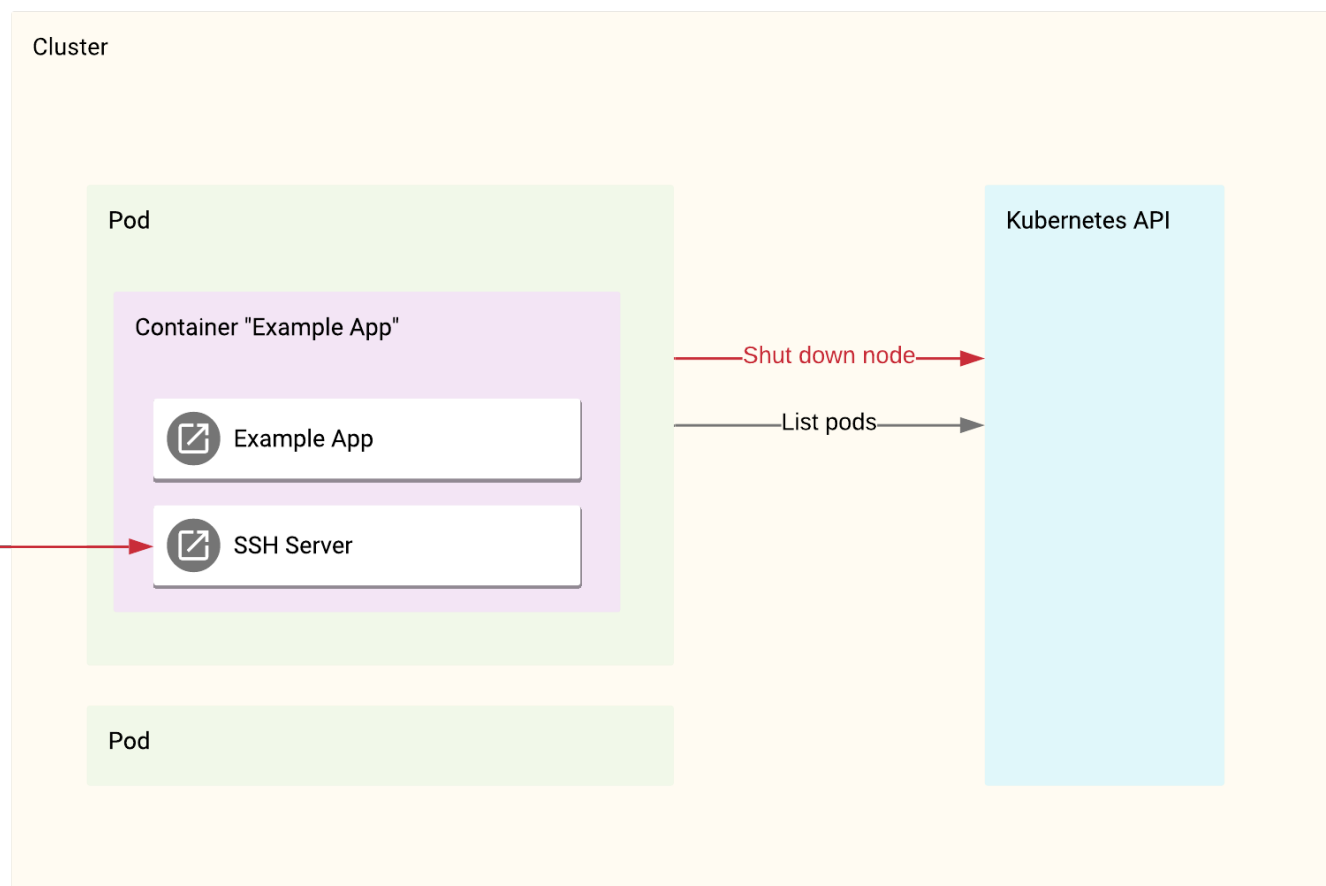 Cluster
Pod
Kubernetes API
Container "Example App"
Shut down node
List pods
Example App
SSH Server
Pod